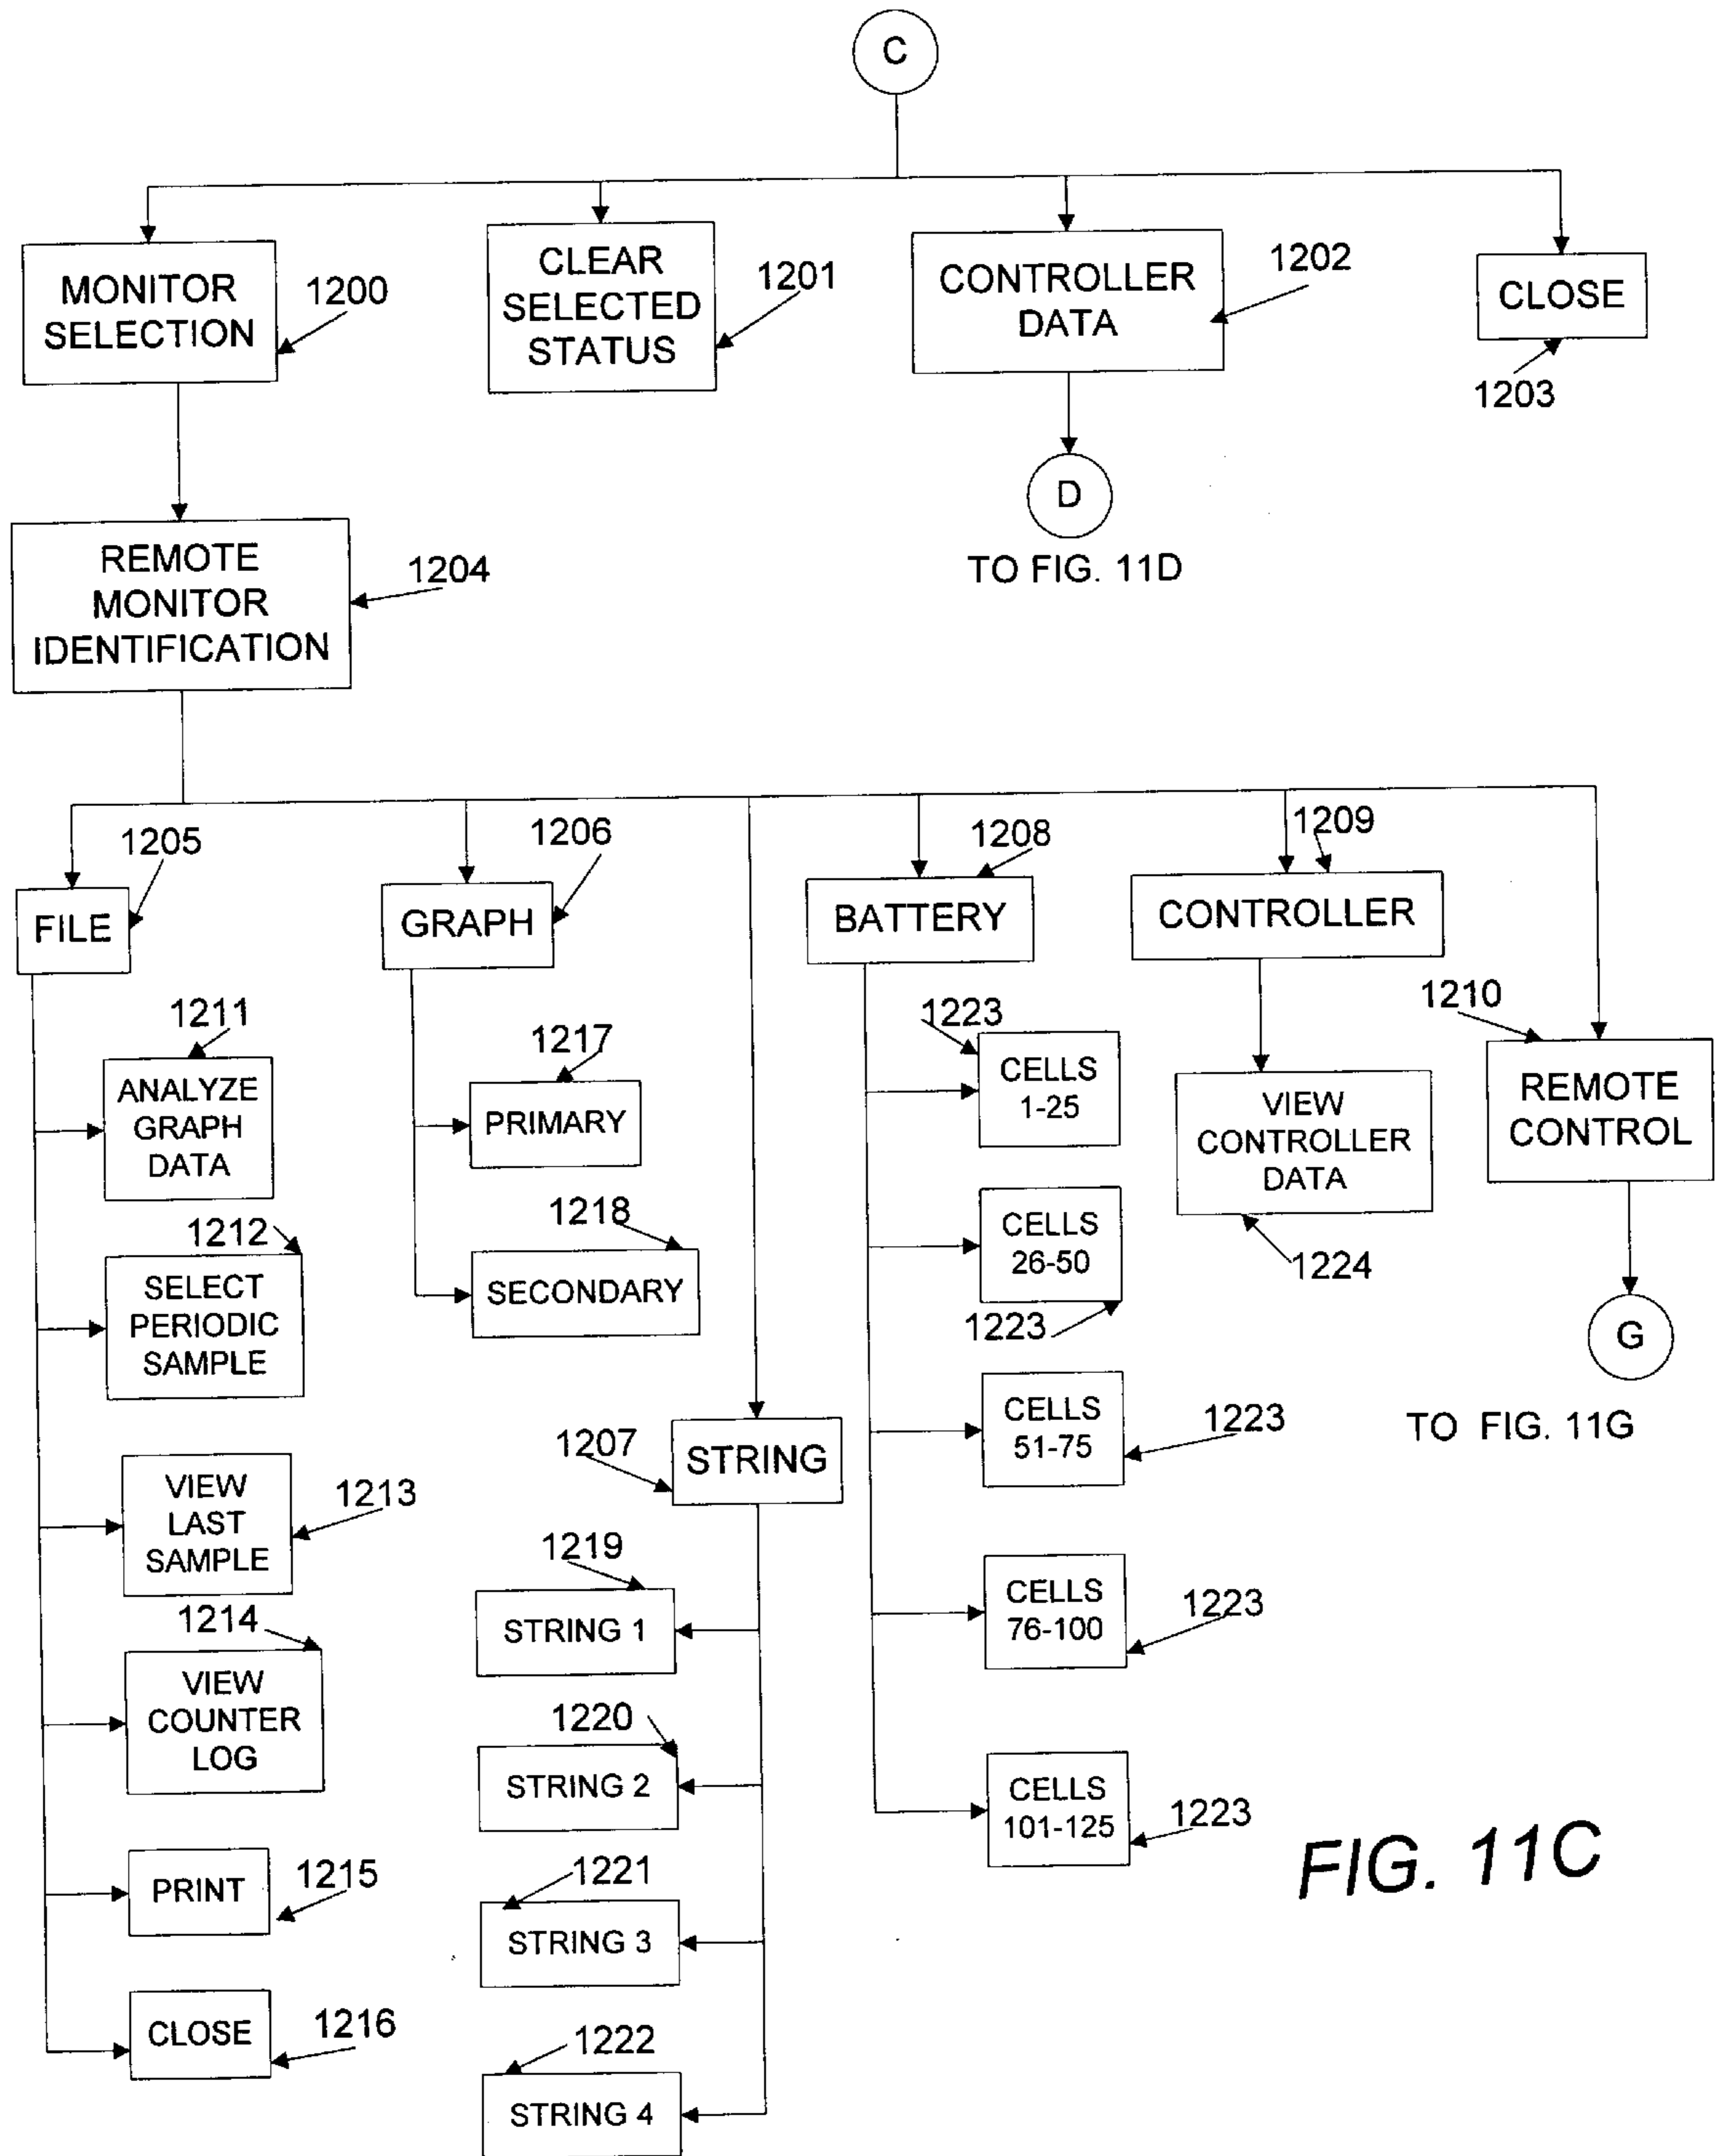 C
MONITOR
SELECTION
1200
CLEAR
SELECTED
STATUS
1201
CONTROLLER
DATA
1202
CLOSE
1203
D
TO FIG. 11D
REMOTE
MONITOR
IDENTIFICATION
1204
FILE
1205
GRAPH
1206
BATTERY
1208
CONTROLLER
1209
1210
REMOTE
CONTROL
G
TO FIG. 11G
1211
ANALYZE
GRAPH
DATA
1212
SELECT
PERIODIC
SAMPLE
VIEW
LAST
SAMPLE
1213
1214
VIEW
COUNTER
LOG
PRINT
1215
CLOSE
1216
1217
PRIMARY
1218
SECONDARY
1207
STRING
1219
STRING 1
1220
STRING 2
1221
STRING 3
1222
STRING 4
1223
CELLS
1-25
CELLS
26-50
1223
CELLS
51-75
1223
CELLS
76-100
1223
CELLS
101-125
1223
VIEW
CONTROLLER
DATA
1224
FIG. 11C